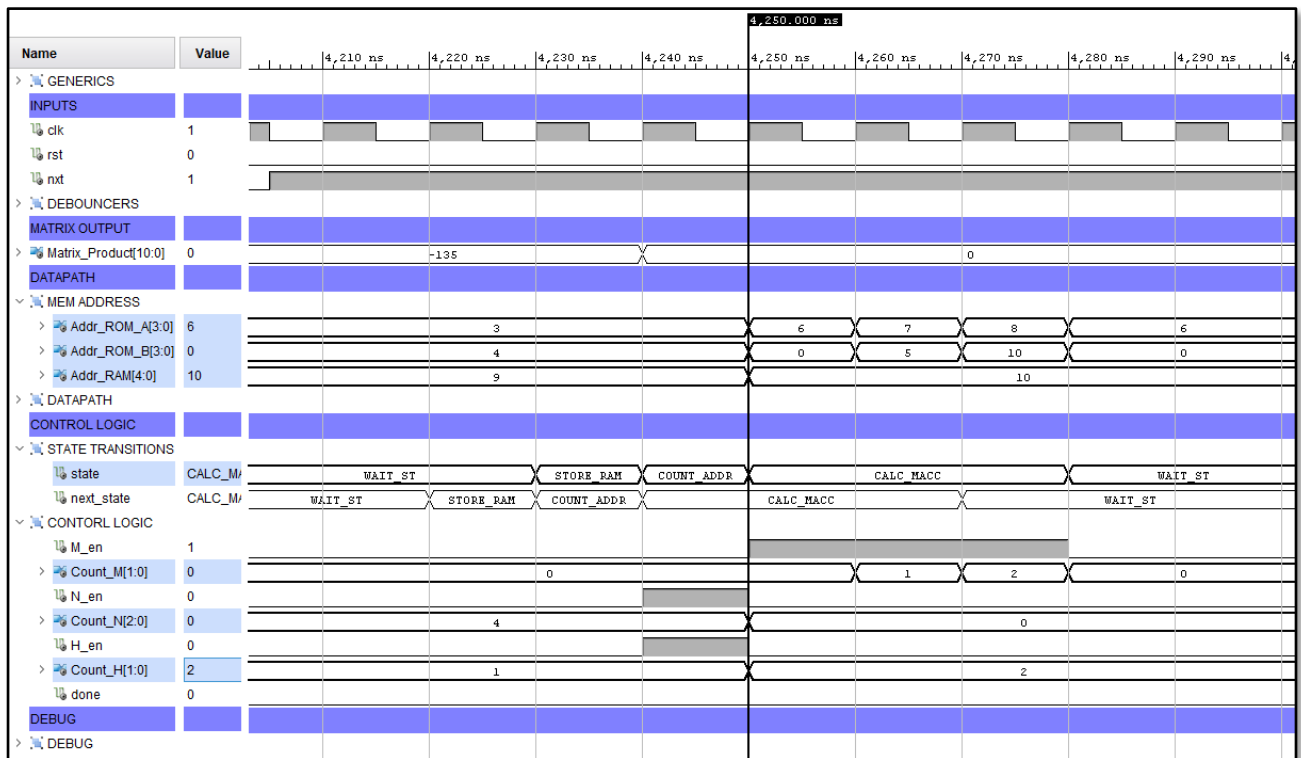 4,250.000 ns
Name Value 4,210 ns 4,220 ns 4,230 ns 4,240 ns 4,250 ns 4,260 ns 4,270 ns 4,280 ns 4,290 ns 4,
GENERICS
INPUTS
clk 1
rst 0
nxt 1
DEBOUNCERS
MATRIX OUTPUT
Matrix_Product[10:0] 0 -135 0
DATAPATH
MEM ADDRESS
Addr_ROM_A[3:0] 6 3 6 7 8 6
Addr_ROM_B[3:0] 0 4 0 5 10 0
Addr_RAM[4:0] 10 9 10
DATAPATH
CONTROL LOGIC
STATE TRANSITIONS
state CALC_MA WAIT_ST STORE_RAM COUNT_ADDR CALC_MACC WAIT_ST
next_state CALC_MA WAIT_ST STORE_RAM COUNT_ADDR CALC_MACC WAIT_ST
CONTORL LOGIC
M_en 1
Count_M[1:0] 0 0 1 2 0
N_en 0
Count_N[2:0] 0 4 0
H_en 0
Count_H[1:0] 2 1 2
done 0
DEBUG
DEBUG